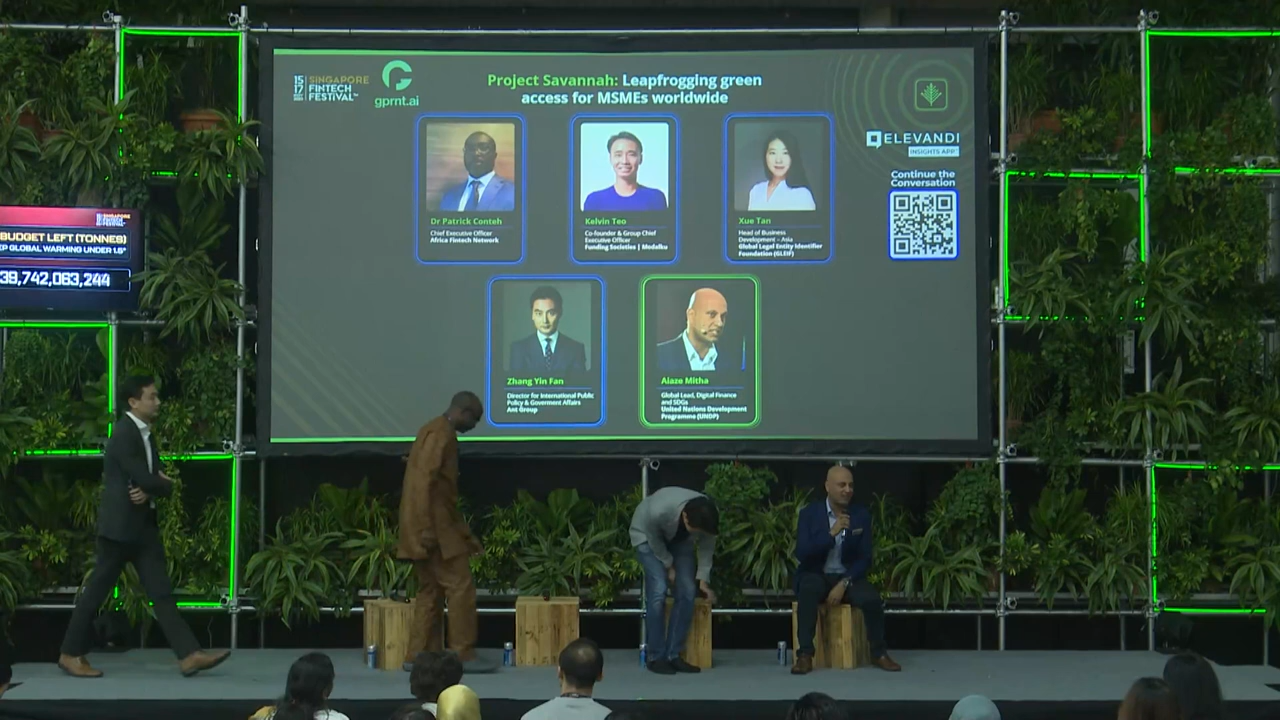 15
17
SINGAPORE
FINTECH
FESTIVAL
gprnt.ai
Project Savannah: Leapfrogging green
access for MSMEs worldwide
ELEVANDI
INSIGHTS APP
Continue the
Conversation
Dr Patrick Conteh
Chief Executive Officer
Africa Fintech Network
Kelvin Teo
Co-founder & Group Chief
Executive Officer
Funding Societies | Modalku
Xue Tan
Head of Business
Development – Asia
Global Legal Entity Identifier
Foundation (GLEIF)
Zhang Yin Fan
Director for International Public
Policy & Goverment Affairs
Ant Group
Aiaze Mitha
Global Lead, Digital Finance
and SDGs
United Nations Development
Programme (UNDP)
BUDGET LEFT (TONNES)
EP GLOBAL WARMING UNDER 1.5°
39,742,063,244